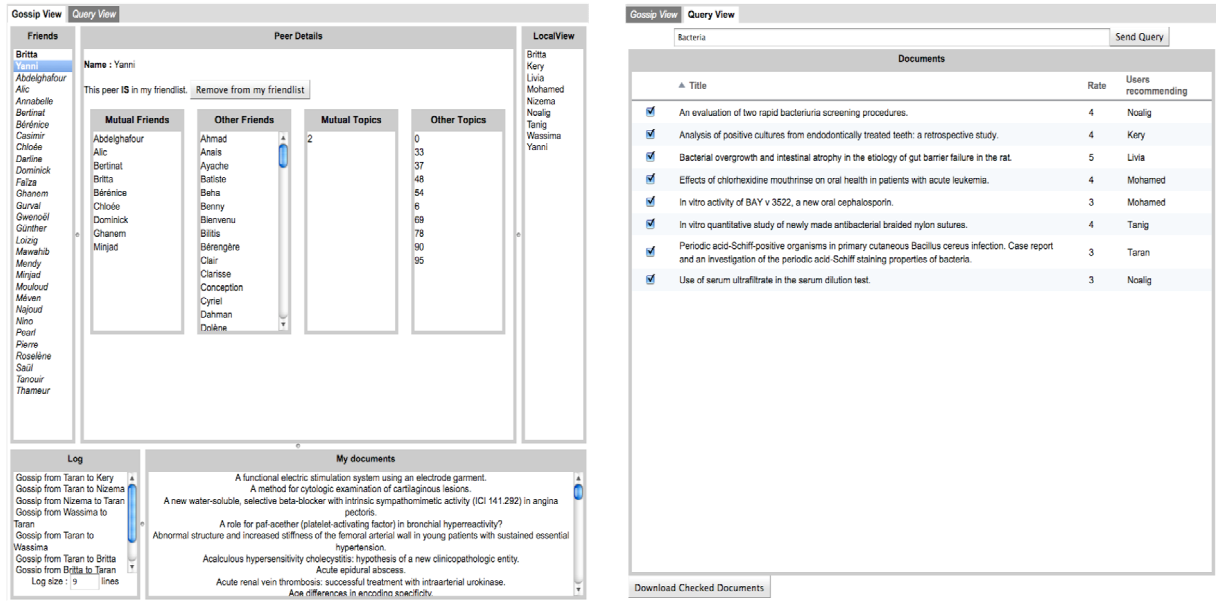 Gossip View Query View
Friends
Britta
Yanni
Abdelghafour
Alic
Annabelle
Bertinat
Bérénice
Casimir
Chloée
Darline
Dominick
Faïza
Ghanem
Gurval
Gwenoël
Günther
Loizig
Mawahib
Mendy
Minjad
Mouloud
Méven
Najoud
Nino
Pearl
Pierre
Roselène
Saül
Tanouir
Thameur
Peer Details
Name : Yanni
This peer IS in my friendlist. Remove from my friendlist
Mutual Friends
Abdelghafour
Alic
Bertinat
Britta
Bérénice
Chloée
Dominick
Ghanem
Minjad
Other Friends
Ahmad
Anais
Ayache
Batiste
Beha
Benny
Bienvenu
Bilitis
Bérengère
Clair
Clarisse
Conception
Cyriel
Dahman
Dolène
Mutual Topics
2
Other Topics
0
33
37
48
54
6
69
78
90
95
LocalView
Britta
Kery
Livia
Mohamed
Nizema
Noalig
Tanig
Wassima
Yanni
Log
Gossip from Taran to Kery
Gossip from Taran to Nizema
Gossip from Nizema to Taran
Gossip from Wassima to
Taran
Gossip from Taran to
Wassima
Gossip from Taran to Britta
Gossip from Britta to Taran
Log size : 9 lines
My documents
A functional electric stimulation system using an electrode garment.
A method for cytologic examination of cartilaginous lesions.
A new water-soluble, selective beta-blocker with intrinsic sympathomimetic activity (ICI 141.292) in angina
pectoris.
A role for paf-acether (platelet-activating factor) in bronchial hyperreactivity?
Abnormal structure and increased stiffness of the femoral arterial wall in young patients with sustained essential
hypertension.
Acalculous hypersensitivity cholecystitis: hypothesis of a new clinicopathologic entity.
Acute epidural abscess.
Acute renal vein thrombosis: successful treatment with intraarterial urokinase.
Age differences in encoding specificity.
Gossip View Query View
Bacteria Send Query
Documents
Title Rate Users
recommending
An evaluation of two rapid bacteriuria screening procedures. 4 Noalig
Analysis of positive cultures from endodontically treated teeth: a retrospective study. 4 Kery
Bacterial overgrowth and intestinal atrophy in the etiology of gut barrier failure in the rat. 5 Livia
Effects of chlorhexidine mouthrinse on oral health in patients with acute leukemia. 4 Mohamed
In vitro activity of BAY v 3522, a new oral cephalosporin. 3 Mohamed
In vitro quantitative study of newly made antibacterial braided nylon sutures. 4 Tanig
Periodic acid-Schiff-positive organisms in primary cutaneous Bacillus cereus infection. Case report
and an investigation of the periodic acid-Schiff staining properties of bacteria. 3 Taran
Use of serum ultrafiltrate in the serum dilution test. 3 Noalig
Download Checked Documents